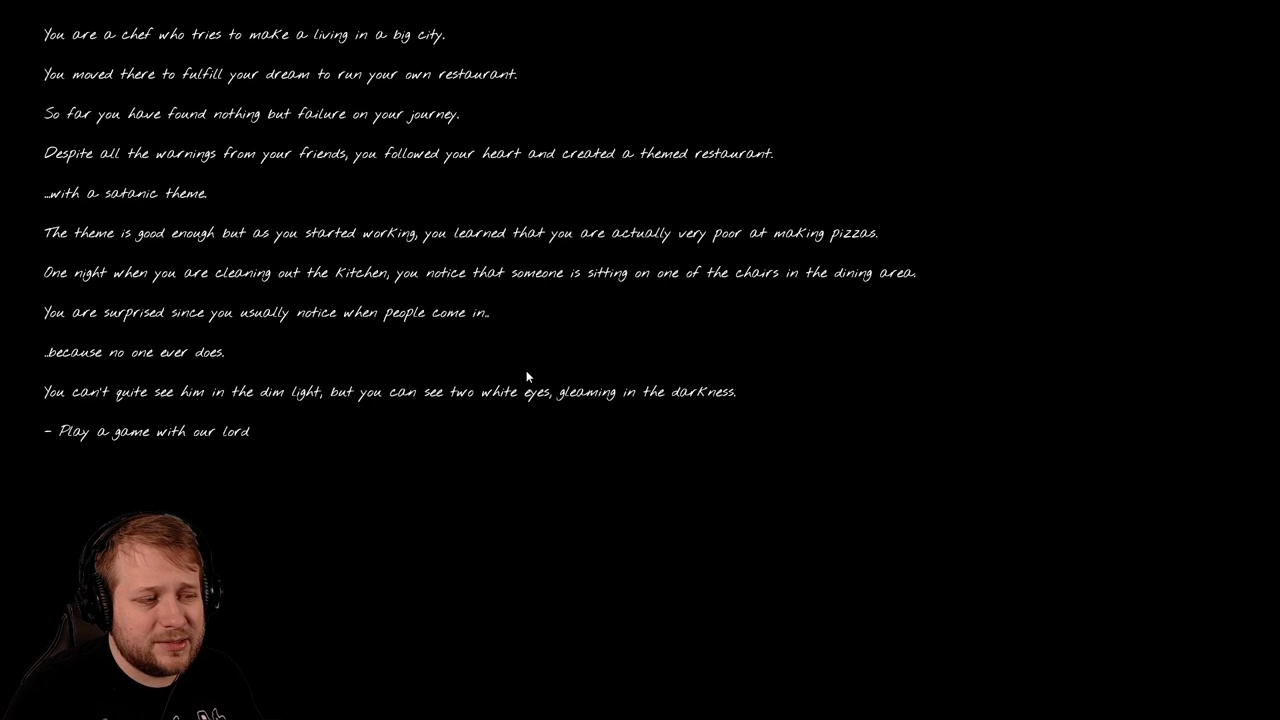 You are a chef who tries to make a living in a big city.
You moved there to fulfill your dream to run your own restaurant.
So far you have found nothing but failure on your journey.
Despite all the warnings from your friends, you followed your heart and created a themed restaurant.
...with a satanic theme.
The theme is good enough but as you started working, you learned that you are actually very poor at making pizzas.
One night when you are cleaning out the kitchen, you notice that someone is sitting on one of the chairs in the dining area.
You are surprised since you usually notice when people come in..
..because no one ever does.
You can't quite see him in the dim light, but you can see two white eyes, gleaming in the darkness.
- Play a game with our lord